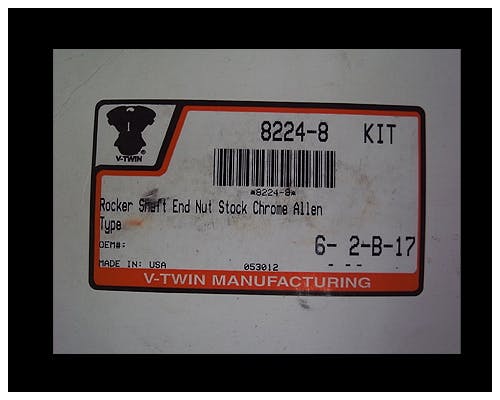 8224-8 KIT
V-TWIN®
*8224-8*
Rocker Shaft End Nut Stock Chrome Allen
Type
OEM#:
6- 2-B-17
MADE IN: USA 053012 - --
V-TWIN MANUFACTURING